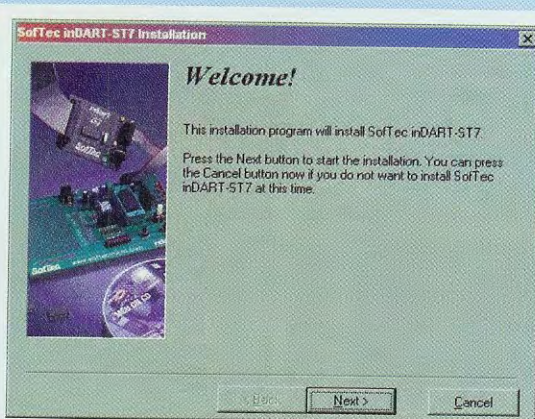 SofTec inDART-ST7 Installation
Welcome!
This installation program will install SofTec inDART-ST7.
Press the Next button to start the installation. You can press
the Cancel button now if you do not want to install SofTec
inDART-ST7 at this time.
SofTec
SofTec
< Back
Next >
Cancel